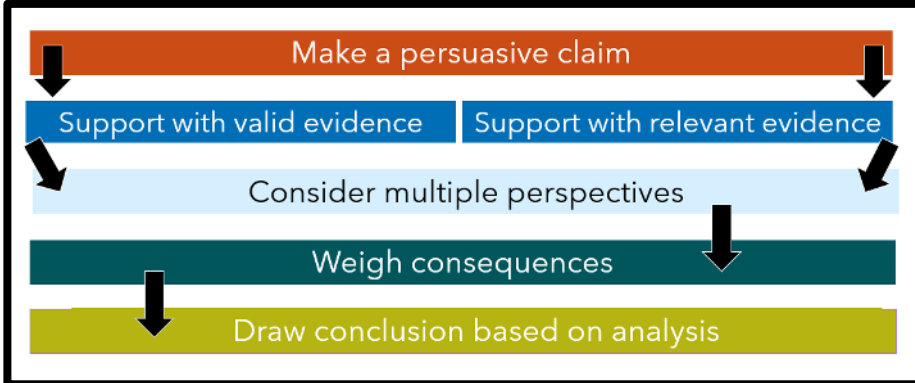 Make a persuasive claim
Support with valid evidence
Support with relevant evidence
Consider multiple perspectives
Weigh consequences
Draw conclusion based on analysis